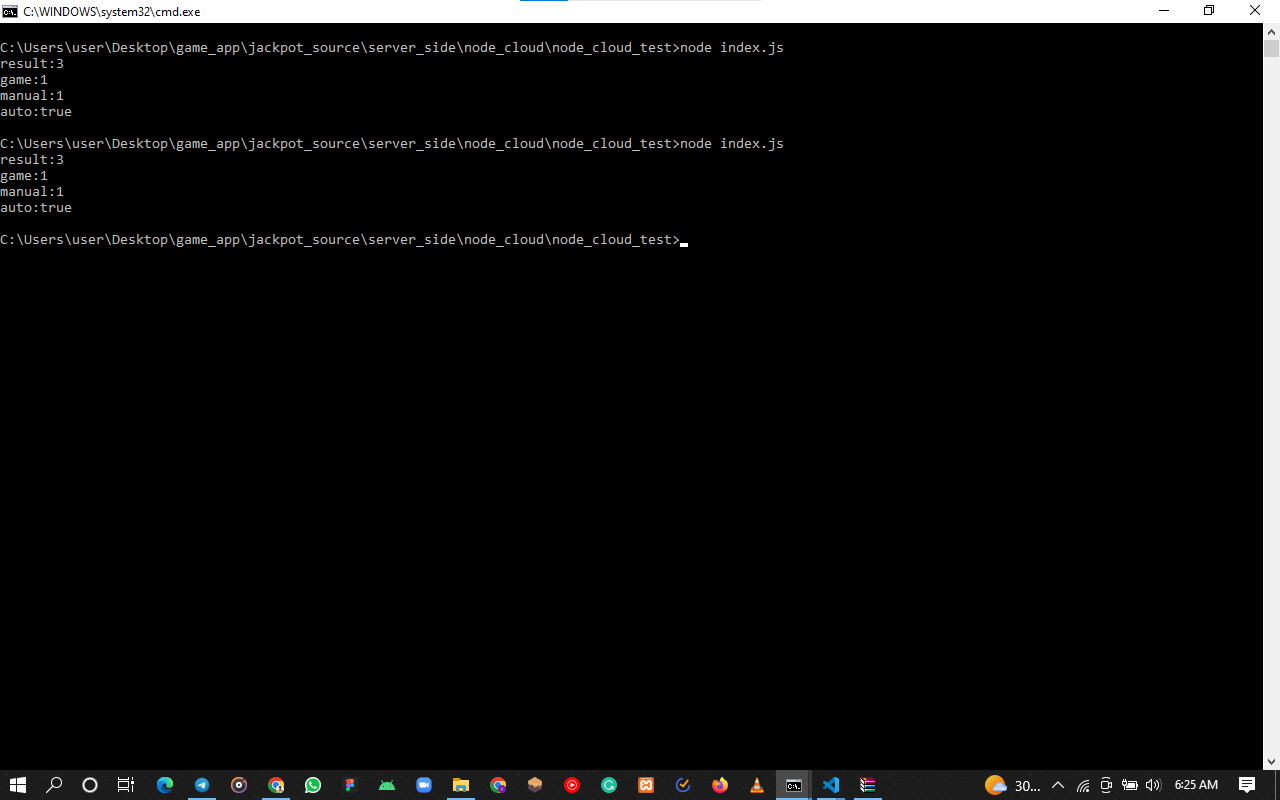 C:\WINDOWS\system32\cmd.exe
C:\Users\user\Desktop\game_app\jackpot_source\server_side\node_cloud\node_cloud_test>node index.js
result:3
game:1
manual:1
auto:true
C:\Users\user\Desktop\game_app\jackpot_source\server_side\node_cloud\node_cloud_test>node index.js
result:3
game:1
manual:1
auto:true
C:\Users\user\Desktop\game_app\jackpot_source\server_side\node_cloud\node_cloud_test>
30... 6:25 AM